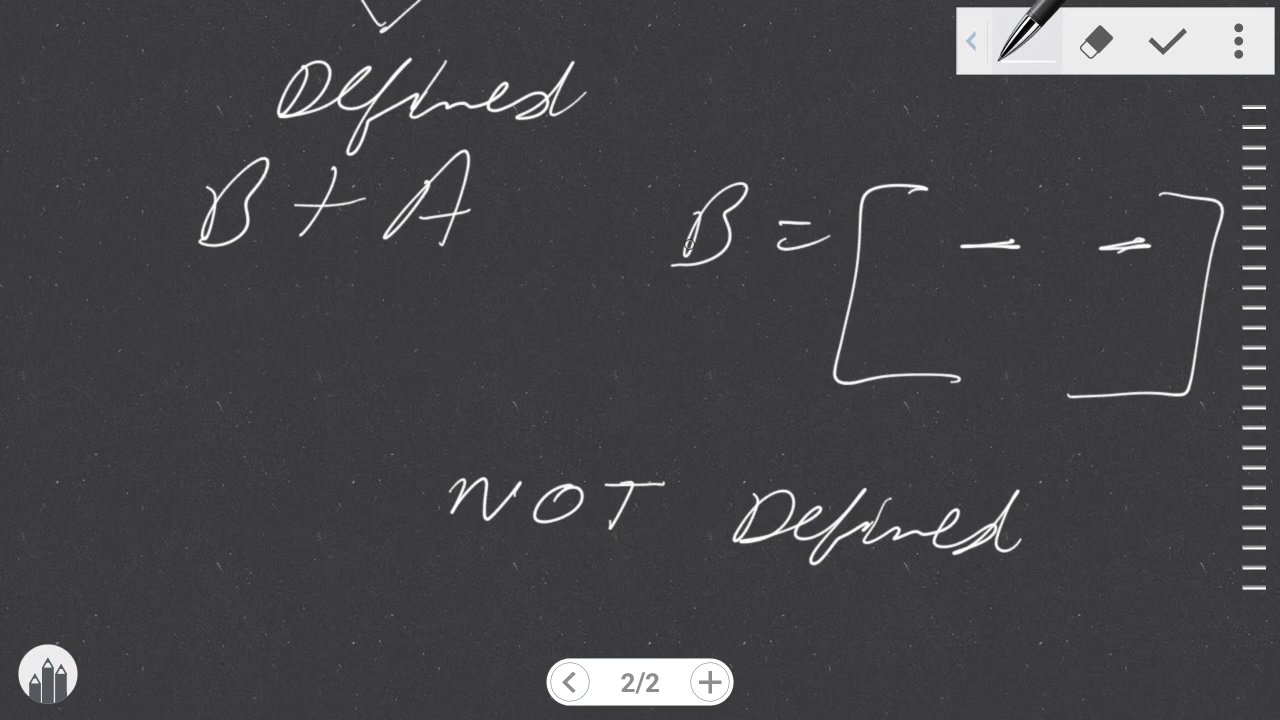 Defined
B + A
B = [ - - ]
NOT Defined
2/2